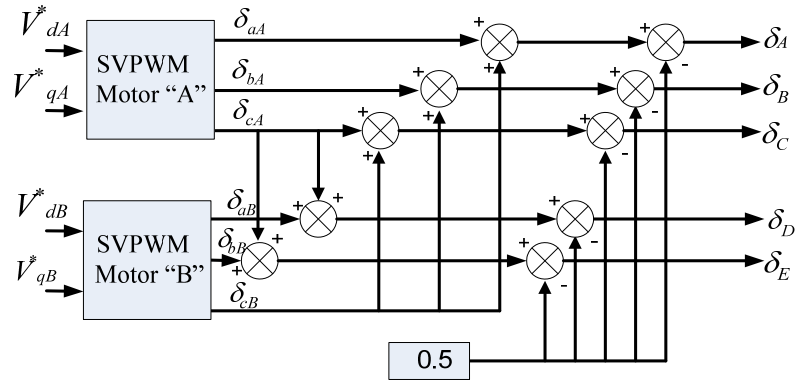 V*dA
V*qA
SVPWM
Motor “A”
δaA
δbA
δcA
+ + -
+ + + -
+ + + -
δA
δB
δC
V*dB
V*qB
SVPWM
Motor “B”
δaB
δbB
δcB
+ + + -
+ + + -
δD
δE
0.5